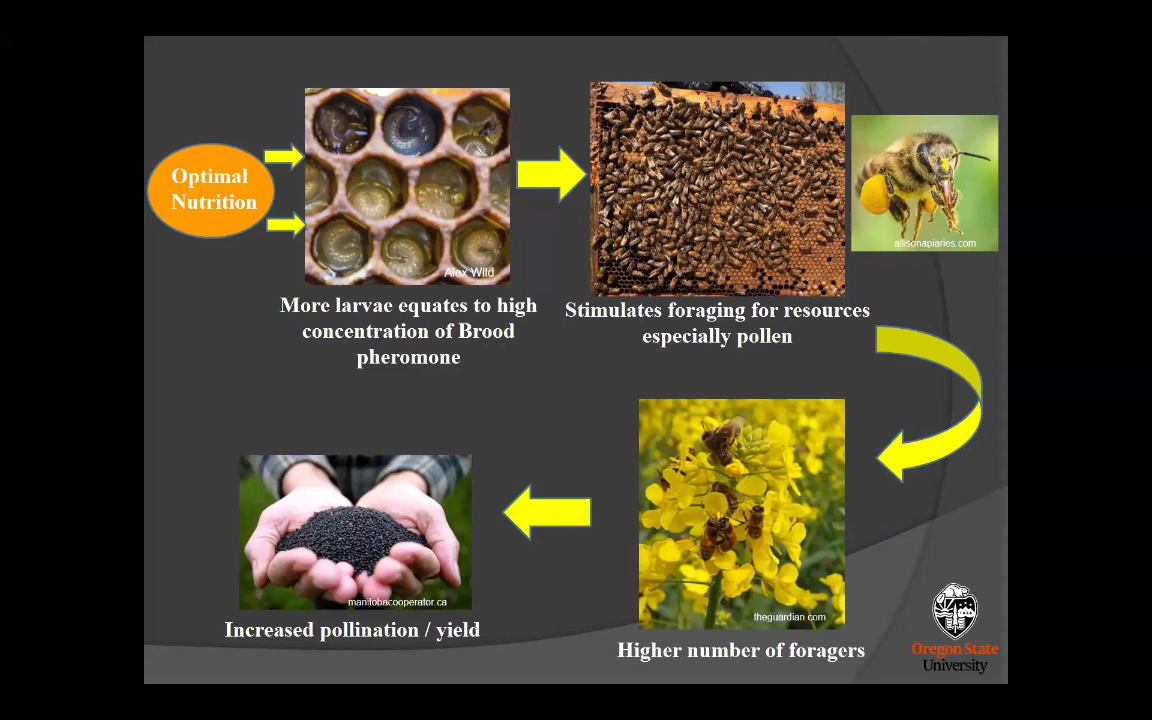 Optimal
Nutrition
Alex Wild
More larvae equates to high
concentration of Brood
pheromone
allisonapiaries.com
Stimulates foraging for resources
especially pollen
theguardian com
Higher number of foragers
manitobacooperator.ca
Increased pollination / yield
Oregon State
University